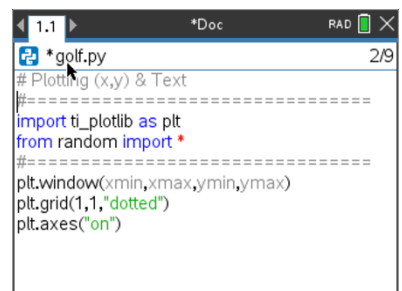 1.1 *Doc RAD
*golf.py 2/9
# Plotting (x,y) & Text
#================================
import ti_plotlib as plt
from random import *
#================================
plt.window(xmin,xmax,ymin,ymax)
plt.grid(1,1,"dotted")
plt.axes("on")